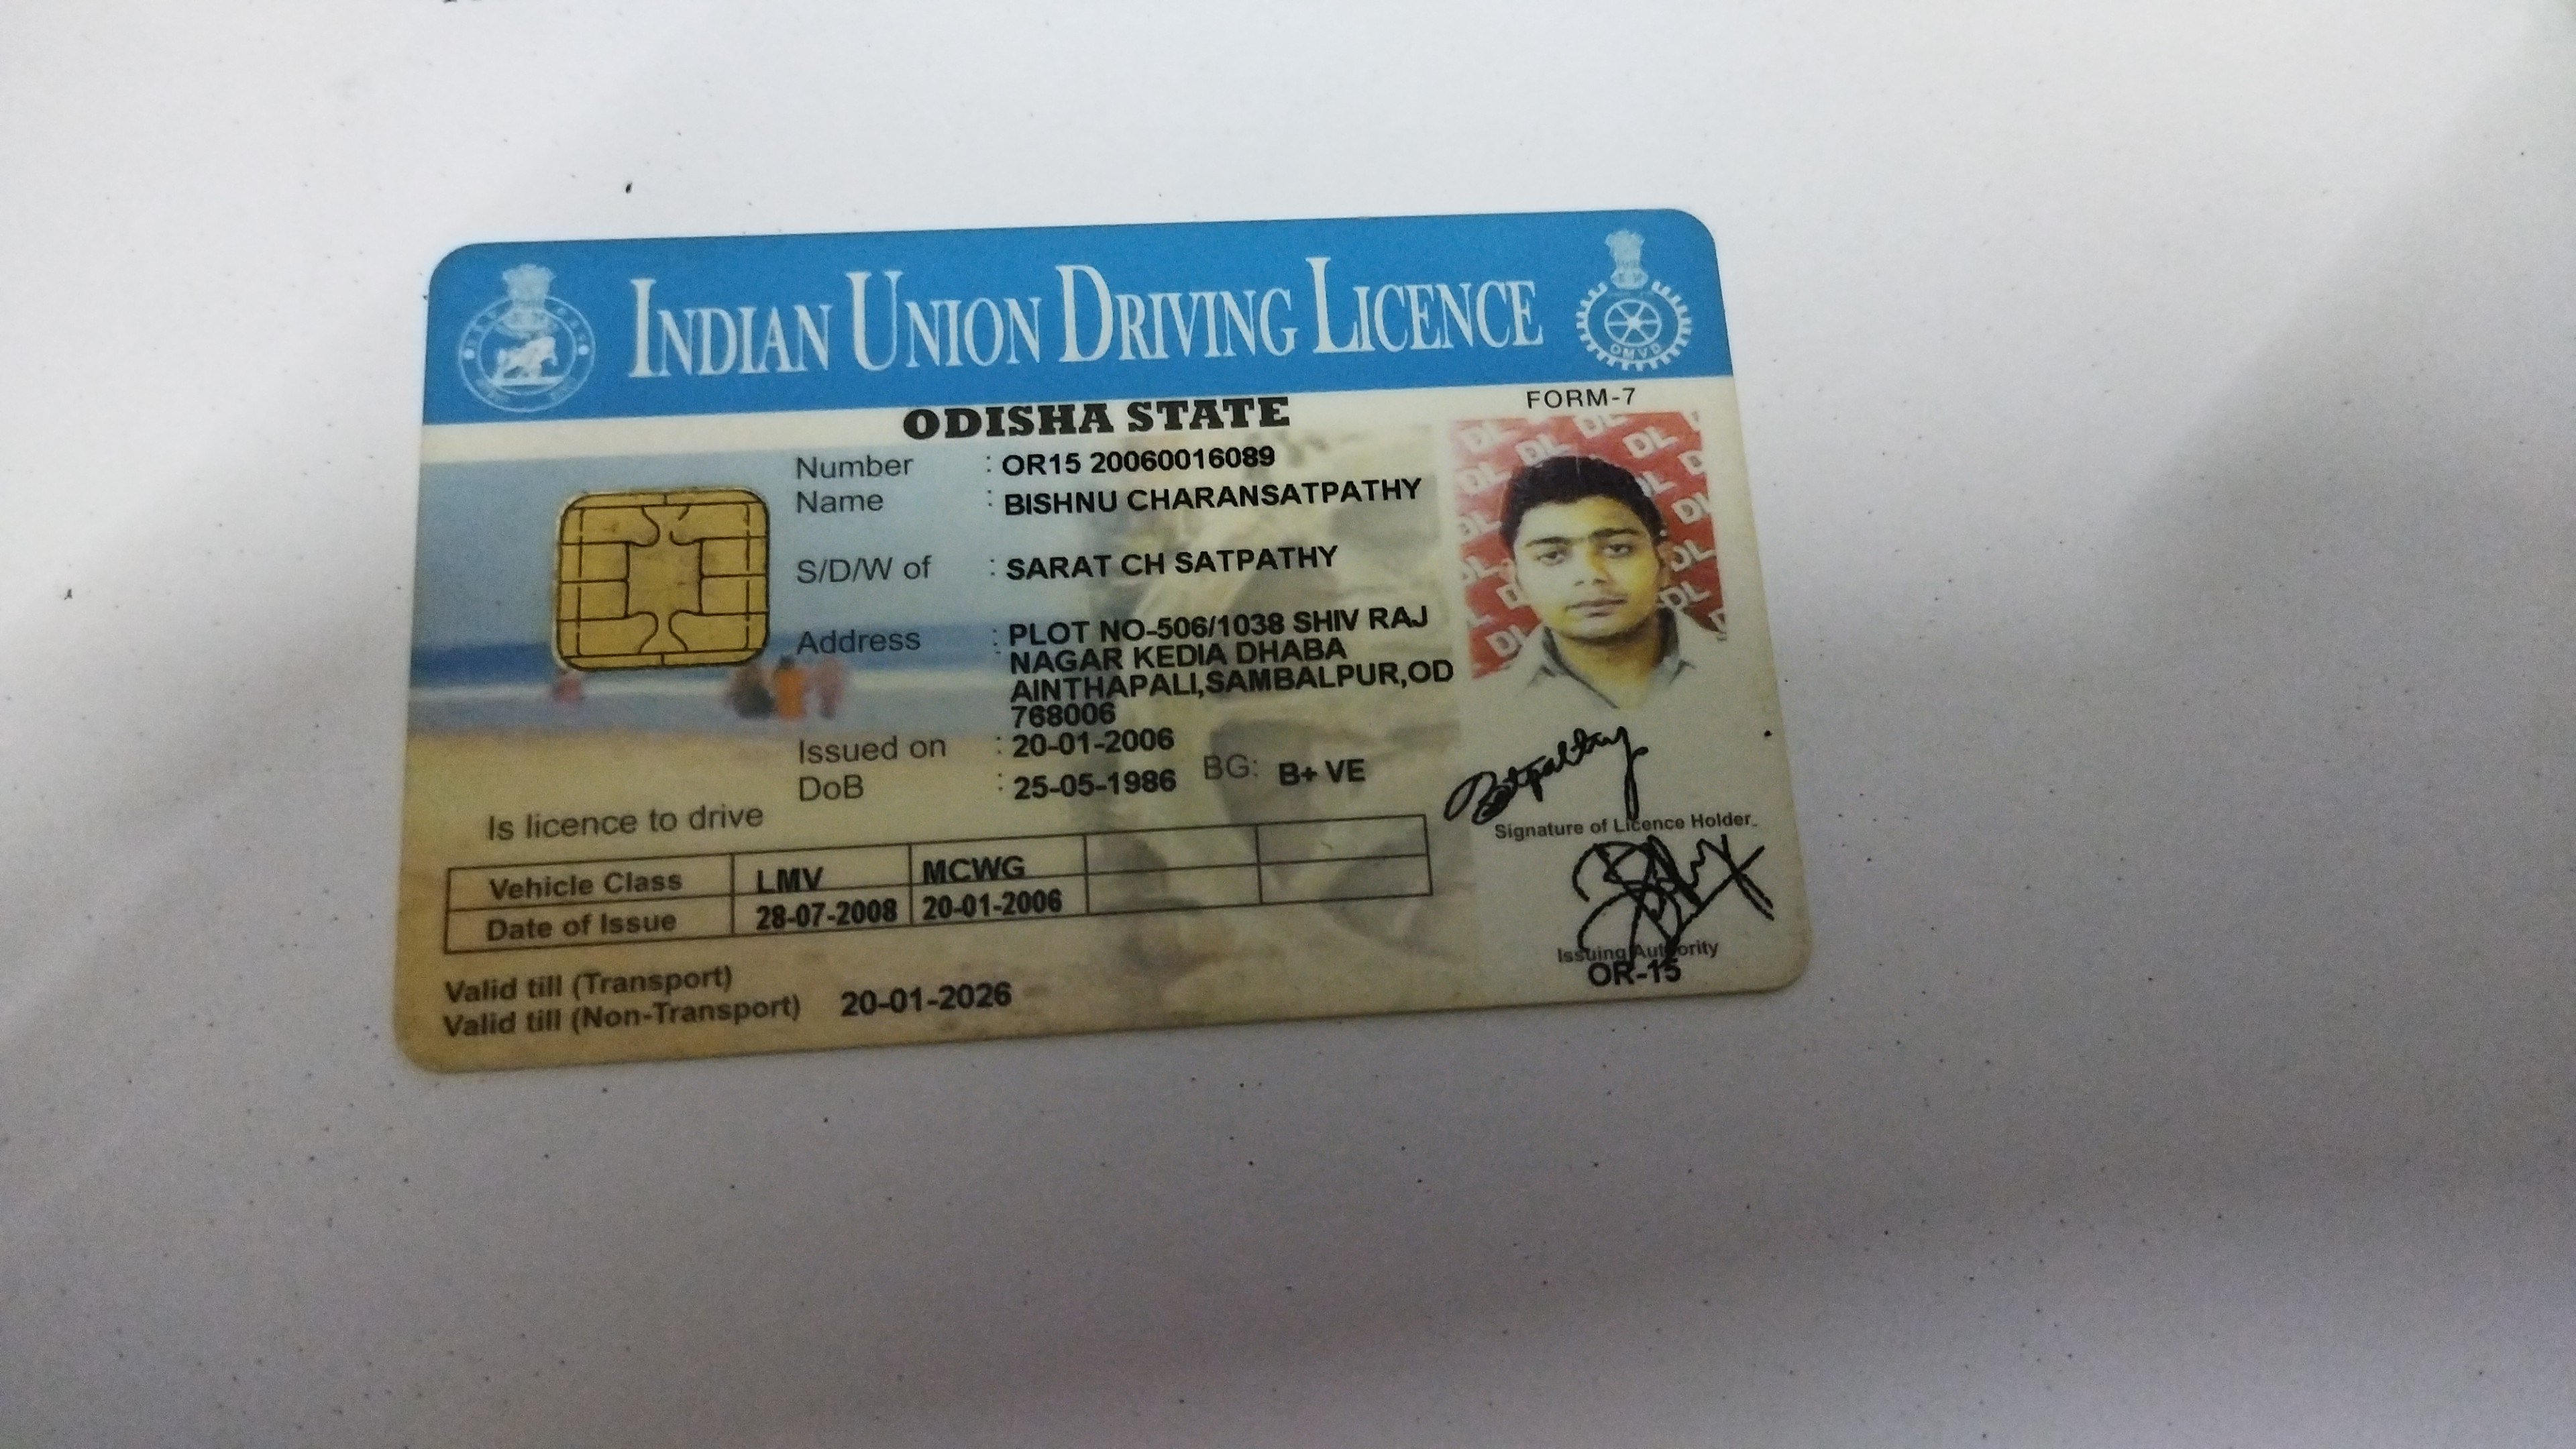 INDIAN UNION DRIVING LICENCE
OMVD
ODISHA STATE
FORM-7
Number : OR15 20060016089
Name : BISHNU CHARANSATPATHY
S/D/W of : SARAT CH SATPATHY
Address : PLOT NO-506/1038 SHIV RAJ
NAGAR KEDIA DHABA
AINTHAPALI,SAMBALPUR,OD
768006
Issued on : 20-01-2006
DoB : 25-05-1986 BG: B+ VE
Signature of Licence Holder
Is licence to drive
Vehicle Class LMV MCWG
Date of Issue 28-07-2008 20-01-2006
Issuing Authority
OR-15
Valid till (Transport)
Valid till (Non-Transport) 20-01-2026